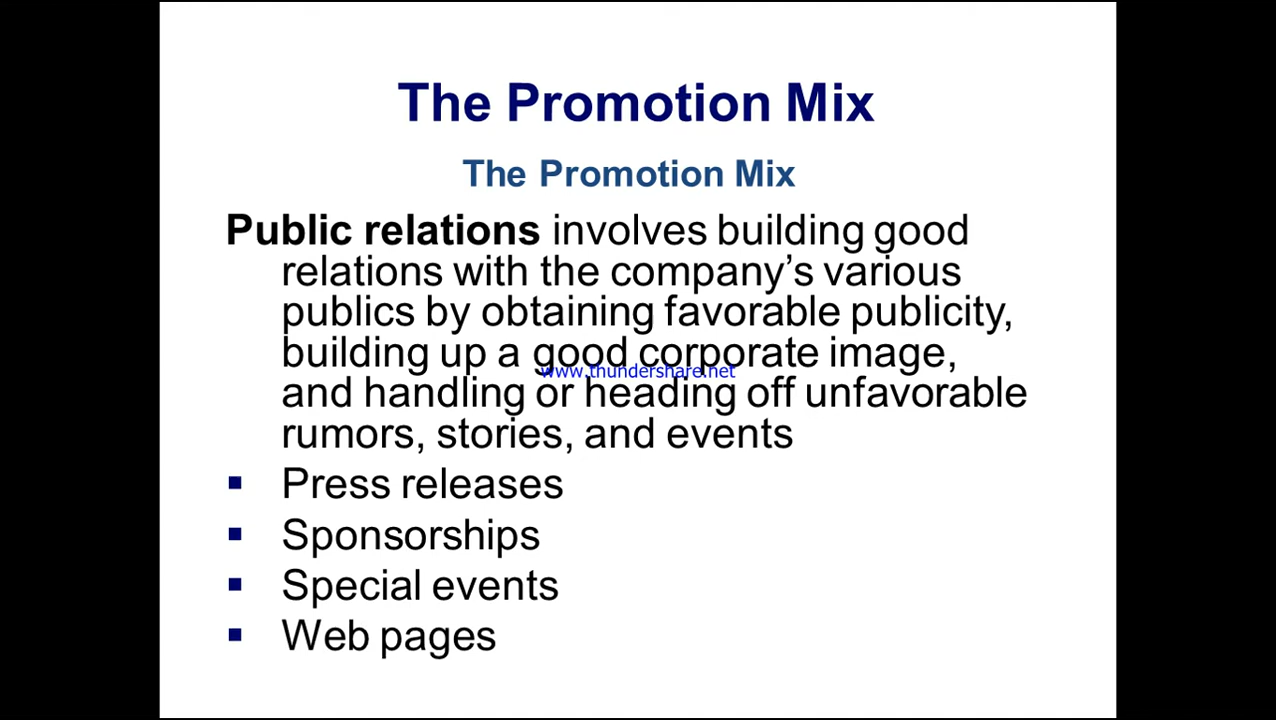 The Promotion Mix
The Promotion Mix
Public relations involves building good
relations with the company’s various
publics by obtaining favorable publicity,
building up a good corporate image,
www.thundershare.net
and handling or heading off unfavorable
rumors, stories, and events
▪ Press releases
▪ Sponsorships
▪ Special events
▪ Web pages